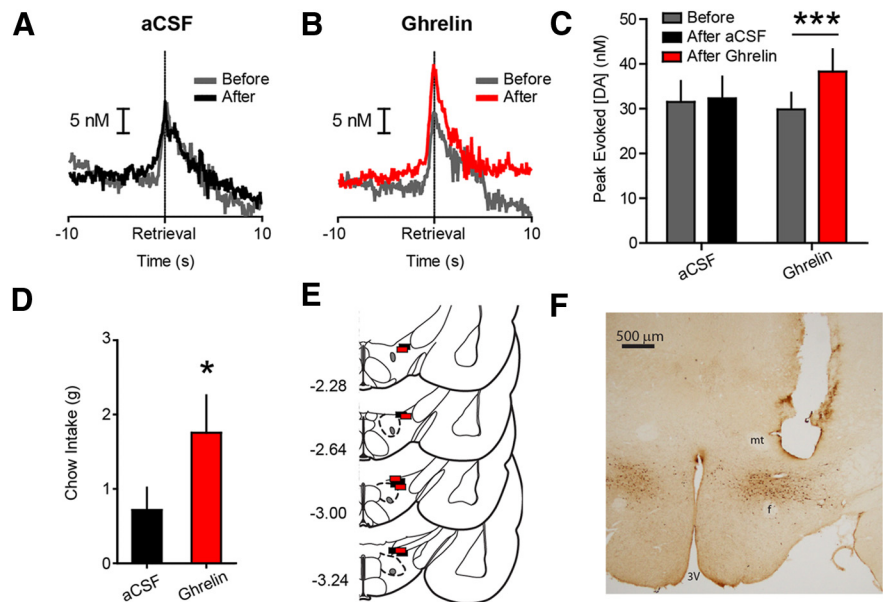 A
aCSF
Before
After
5 nM
-10
Retrieval
10
Time (s)
B
Ghrelin
Before
After
5 nM
-10
Retrieval
10
Time (s)
C
Peak Evoked [DA] (nM)
50
40
30
20
10
0
Before
After aCSF
After Ghrelin
***
aCSF
Ghrelin
D
Chow Intake (g)
3
2
1
0
*
aCSF
Ghrelin
E
-2.28
-2.64
-3.00
-3.24
F
500 μm
mt
f
3V